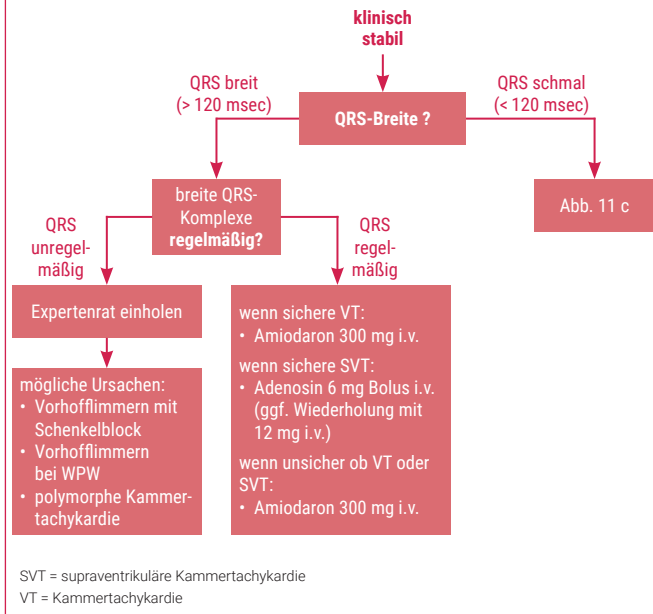 klinisch
stabil
QRS breit
(> 120 msec)
QRS schmal
(< 120 msec)
QRS-Breite ?
breite QRS-
Komplexe
regelmäßig?
Abb. 11 c
QRS
unregel-
mäßig
QRS
regel-
mäßig
Expertenrat einholen
mögliche Ursachen:
• Vorhofflimmern mit
Schenkelblock
• Vorhofflimmern
bei WPW
• polymorphe Kammer-
tachykardie
wenn sichere VT:
• Amiodaron 300 mg i.v.
wenn sichere SVT:
• Adenosin 6 mg Bolus i.v.
(ggf. Wiederholung mit
12 mg i.v.)
wenn unsicher ob VT oder
SVT:
• Amiodaron 300 mg i.v.
SVT = supraventrikuläre Kammertachykardie
VT = Kammertachykardie